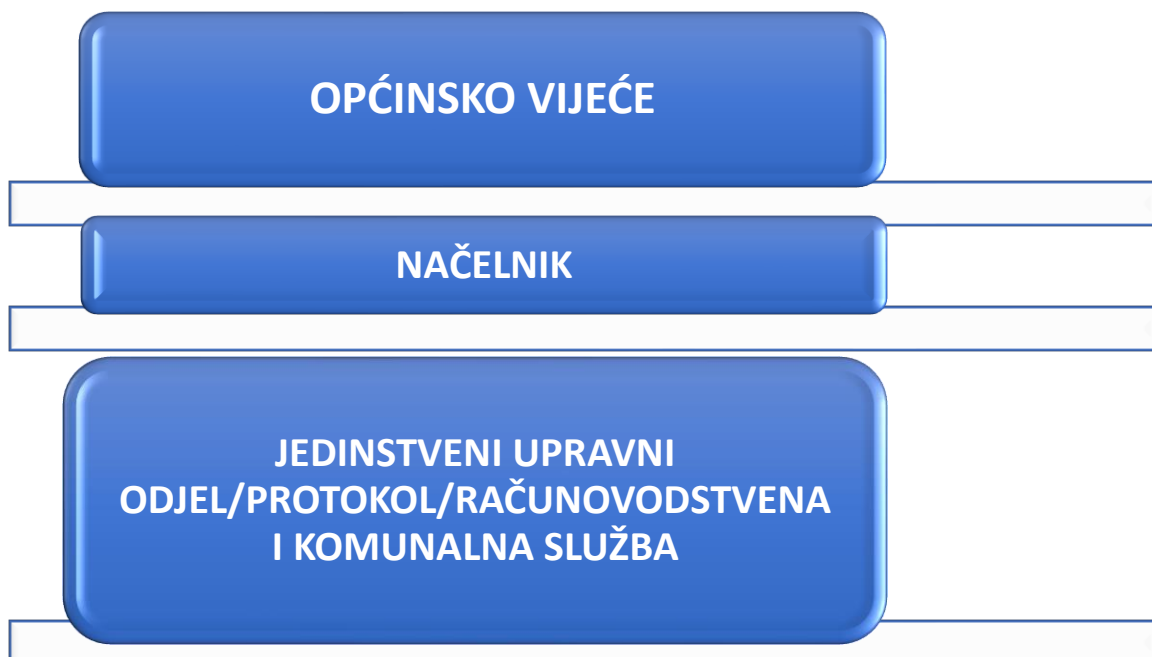 OPĆINSKO VIJEĆE
NAČELNIK
JEDINSTVENI UPRAVNI
ODJEL/PROTOKOL/RAČUNOVODSTVENA
I KOMUNALNA SLUŽBA